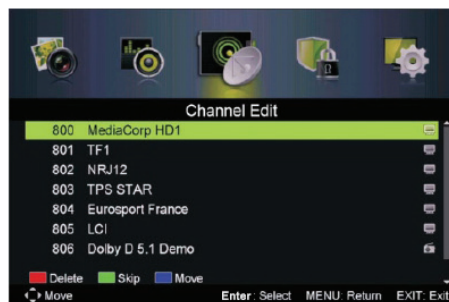 Channel Edit
800 MediaCorp HD1
801 TF1
802 NRJ12
803 TPS STAR
804 Eurosport France
805 LCI
806 Dolby D 5.1 Demo
Delete Skip Move
Move Enter: Select MENU: Return EXIT: Exit